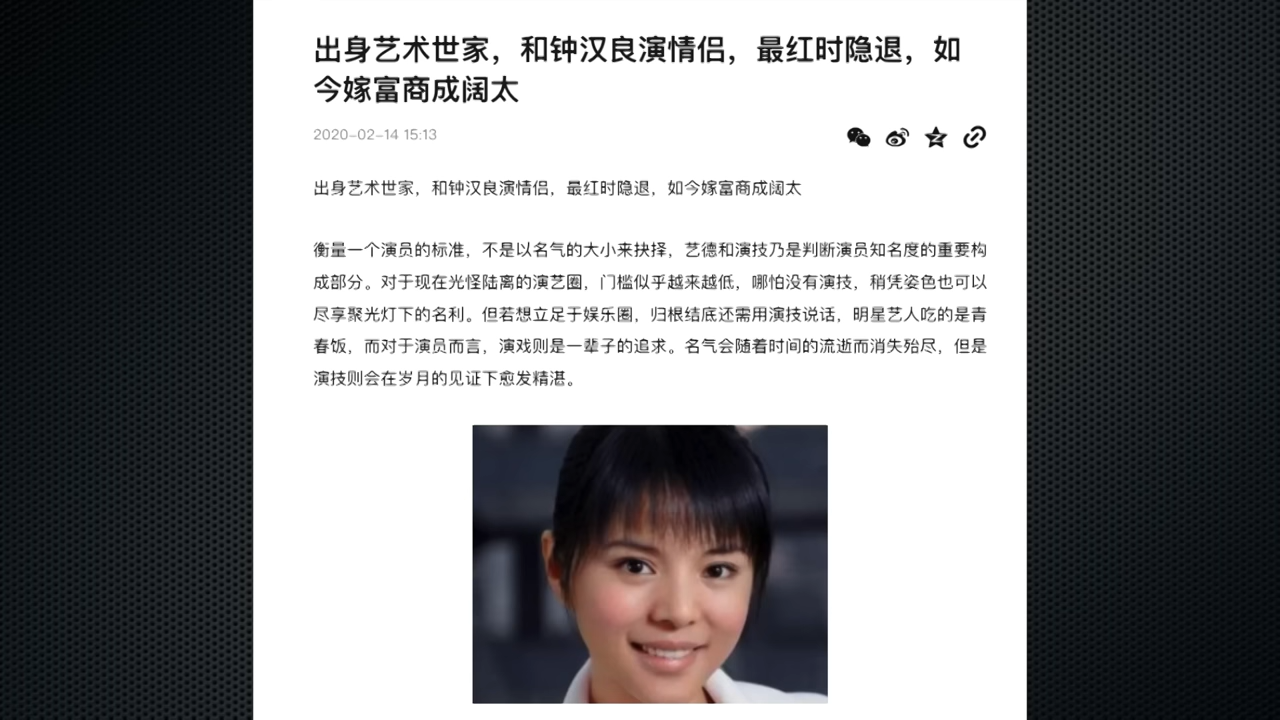 出身艺术世家，和钟汉良演情侣，最红时隐退，如
今嫁富商成阔太
2020-02-14 15:13
出身艺术世家，和钟汉良演情侣，最红时隐退，如今嫁富商成阔太
衡量一个演员的标准，不是以名气的大小来抉择，艺德和演技乃是判断演员知名度的重要构
成部分。对于现在光怪陆离的演艺圈，门槛似乎越来越低，哪怕没有演技，稍凭姿色也可以
尽享聚光灯下的名利。但若想立足于娱乐圈，归根结底还需用演技说话，明星艺人吃的是青
春饭，而对于演员而言，演戏则是一辈子的追求。名气会随着时间的流逝而消失殆尽，但是
演技则会在岁月的见证下愈发精湛。